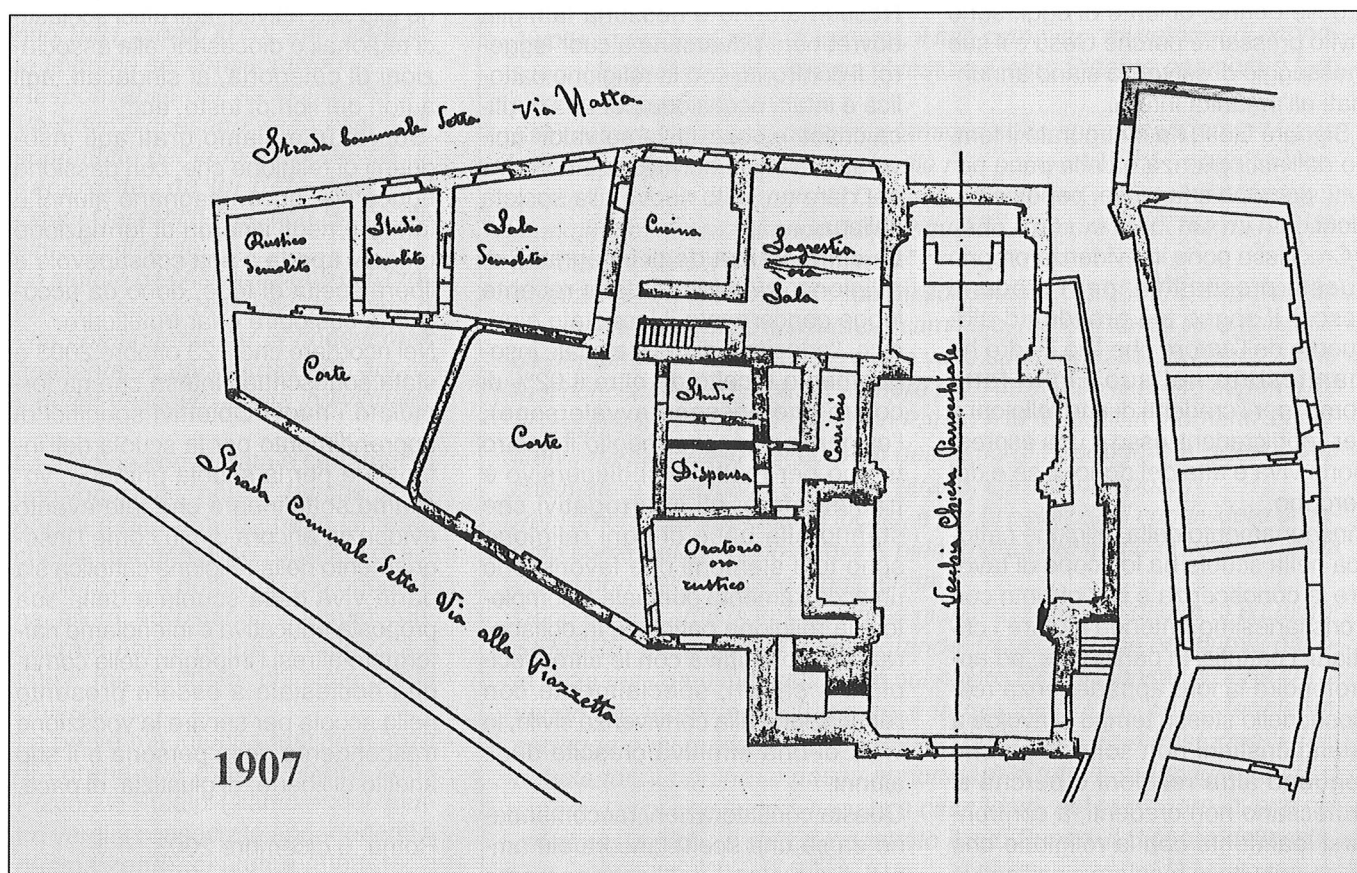 Strada Comunale Sotto Via Natta
Rustico
Demolito
Studio
Demolito
Sala
Demolito
Cucina
Sagrestia
ora
Sala
Corte
Corte
Studio
Dispensa
Corritoio
Oratorio
ora
rustico
Vecchia Chiesa Parrocchiale
Strada Comunale Detto Via alla Piazzetta
1907